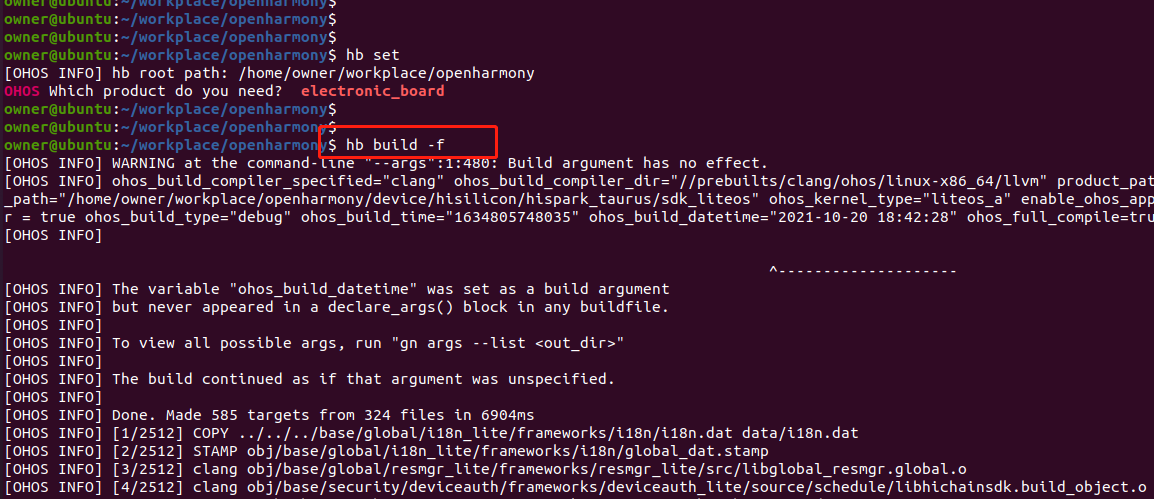 owner@ubuntu:~/workplace/openharmony$
owner@ubuntu:~/workplace/openharmony$
owner@ubuntu:~/workplace/openharmony$
owner@ubuntu:~/workplace/openharmony$ hb set
[OHOS INFO] hb root path: /home/owner/workplace/openharmony
OHOS Which product do you need?  electronic_board
owner@ubuntu:~/workplace/openharmony$
owner@ubuntu:~/workplace/openharmony$
owner@ubuntu:~/workplace/openharmony$ hb build -f
[OHOS INFO] WARNING at the command-line "--args":1:480: Build argument has no effect.
[OHOS INFO] ohos_build_compiler_specified="clang" ohos_build_compiler_dir="//prebuilts/clang/ohos/linux-x86_64/llvm" product_pat
_path="/home/owner/workplace/openharmony/device/hisilicon/hispark_taurus/sdk_liteos" ohos_kernel_type="liteos_a" enable_ohos_app
r = true ohos_build_type="debug" ohos_build_time="1634805748035" ohos_build_datetime="2021-10-20 18:42:28" ohos_full_compile=tru
[OHOS INFO]
^--------------------
[OHOS INFO] The variable "ohos_build_datetime" was set as a build argument
[OHOS INFO] but never appeared in a declare_args() block in any buildfile.
[OHOS INFO]
[OHOS INFO] To view all possible args, run "gn args --list <out_dir>"
[OHOS INFO]
[OHOS INFO] The build continued as if that argument was unspecified.
[OHOS INFO]
[OHOS INFO] Done. Made 585 targets from 324 files in 6904ms
[OHOS INFO] [1/2512] COPY ../../../base/global/i18n_lite/frameworks/i18n/i18n.dat data/i18n.dat
[OHOS INFO] [2/2512] STAMP obj/base/global/i18n_lite/frameworks/i18n/global_dat.stamp
[OHOS INFO] [3/2512] clang obj/base/global/resmgr_lite/frameworks/resmgr_lite/src/libglobal_resmgr.global.o
[OHOS INFO] [4/2512] clang obj/base/security/deviceauth/frameworks/deviceauth_lite/source/schedule/libhichainsdk.build_object.o